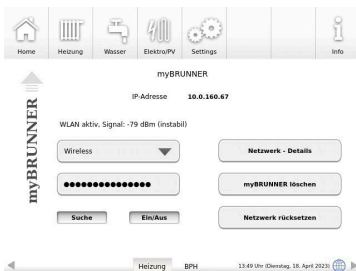 Home Heizung Wasser Elektro/PV Settings Info
myBRUNNER
IP-Adresse 10.0.160.67
myBRUNNER
WLAN aktiv, Signal: -79 dBm (instabil)
Wireless
Netzwerk - Details
myBRUNNER löschen
Suche
Ein/Aus
Netzwerk rücksetzen
Heizung BPH 13:49 Uhr (Dienstag, 18. April 2023)